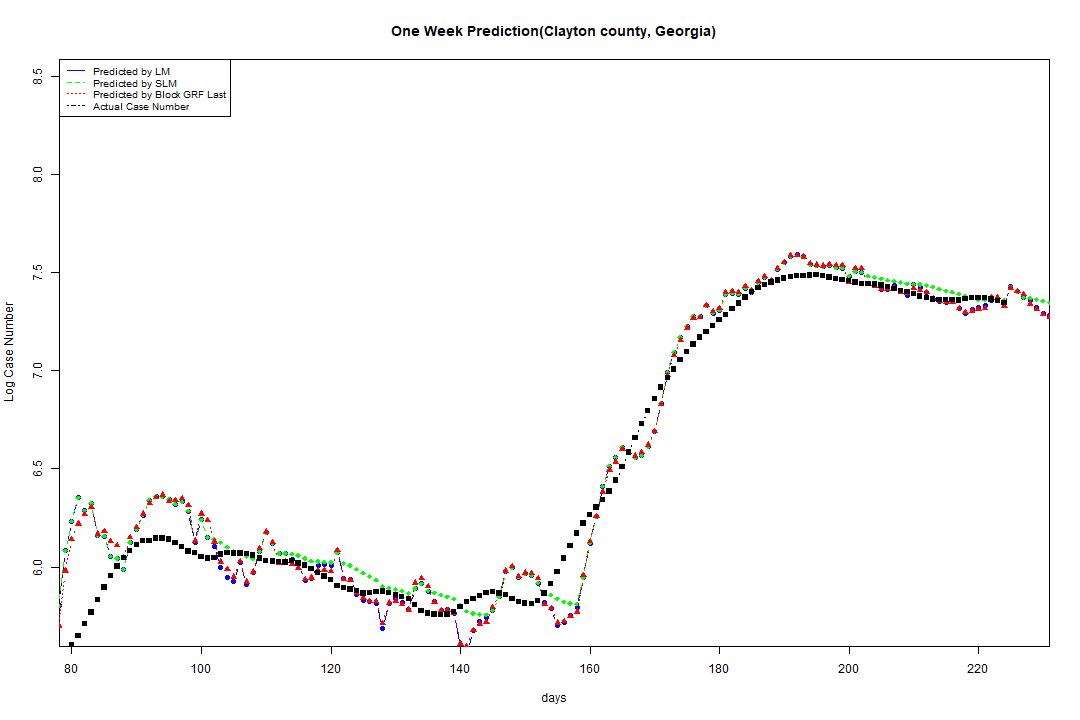 One Week Prediction(Clayton county, Georgia)
Predicted by LM
Predicted by SLM
Predicted by Block GRF Last
Actual Case Number
Log Case Number
8.5
8.0
7.5
7.0
6.5
6.0
80 100 120 140 160 180 200 220
days